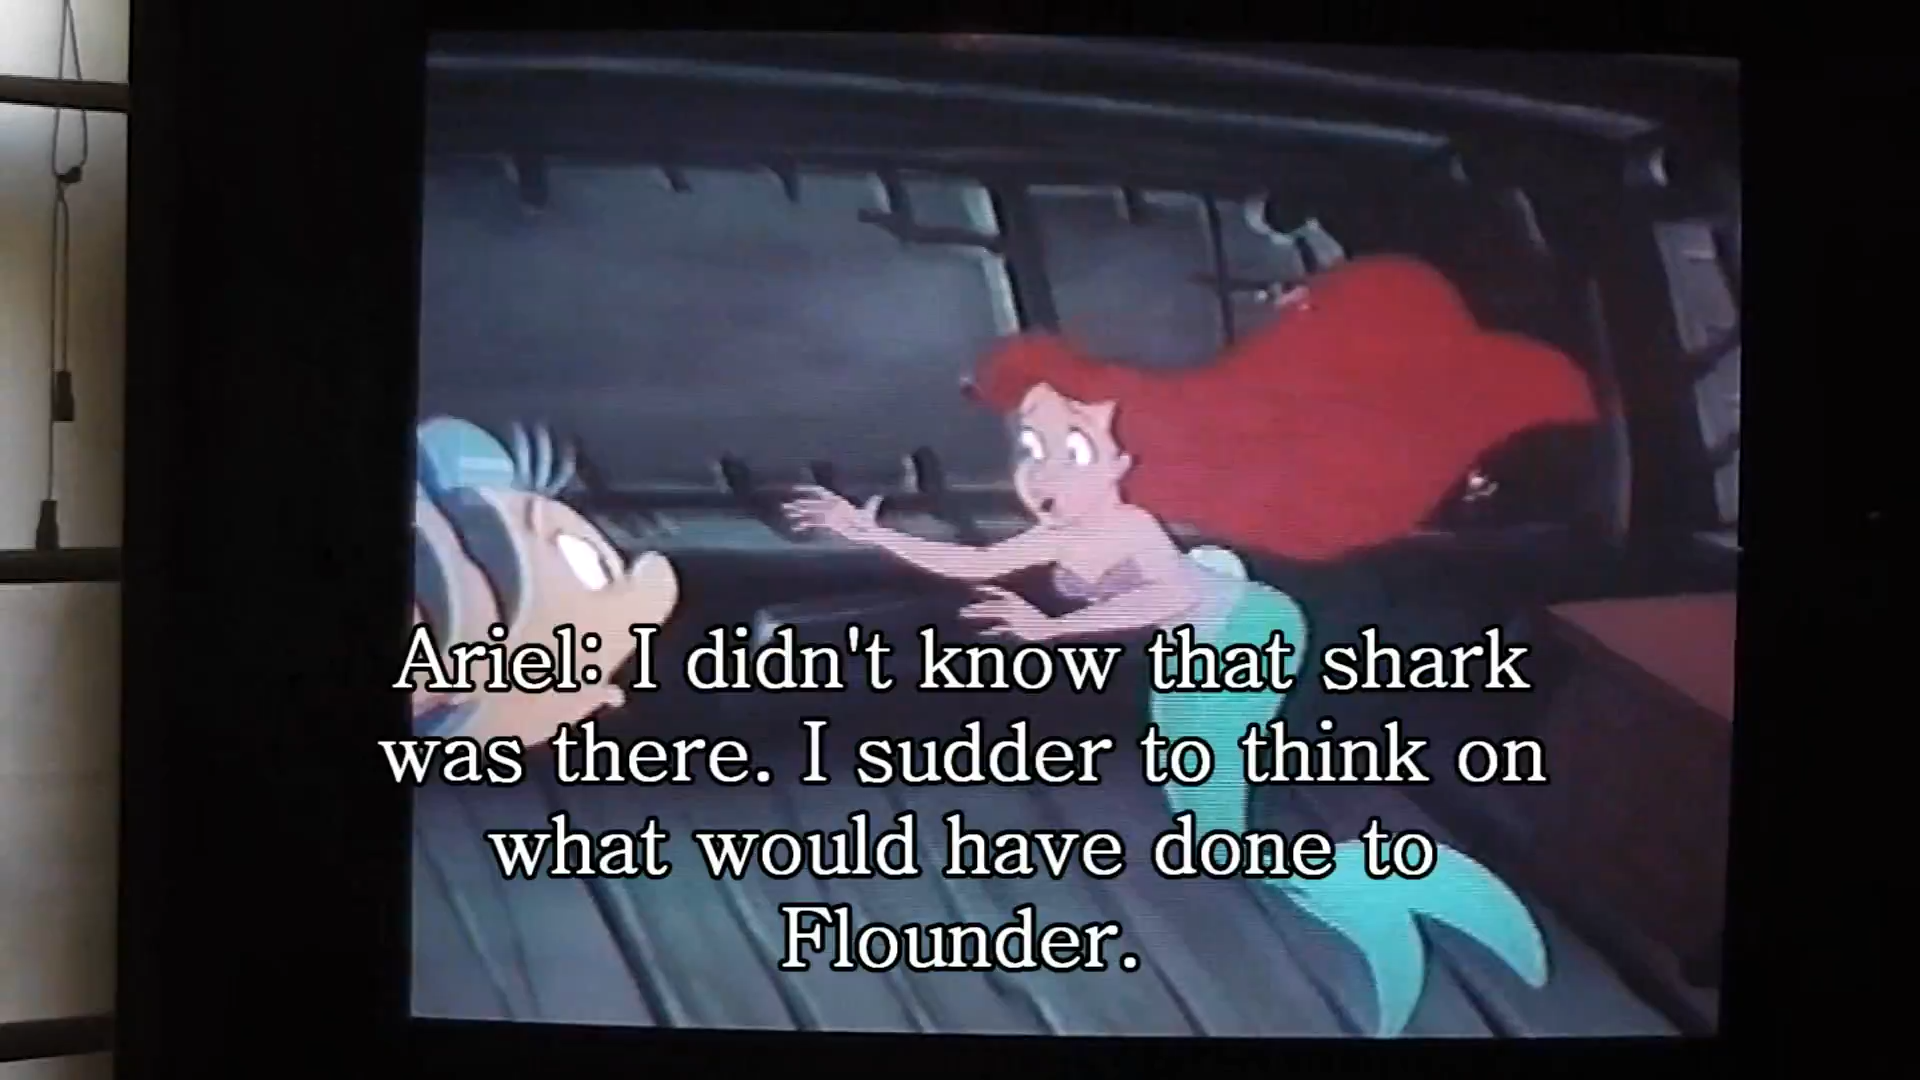 Ariel: I didn't know that shark
was there. I sudder to think on
what would have done to
Flounder.